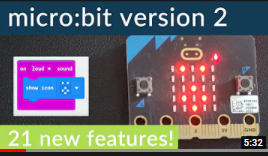 micro:bit version 2
on loud sound
show icon
21 new features!
5:32